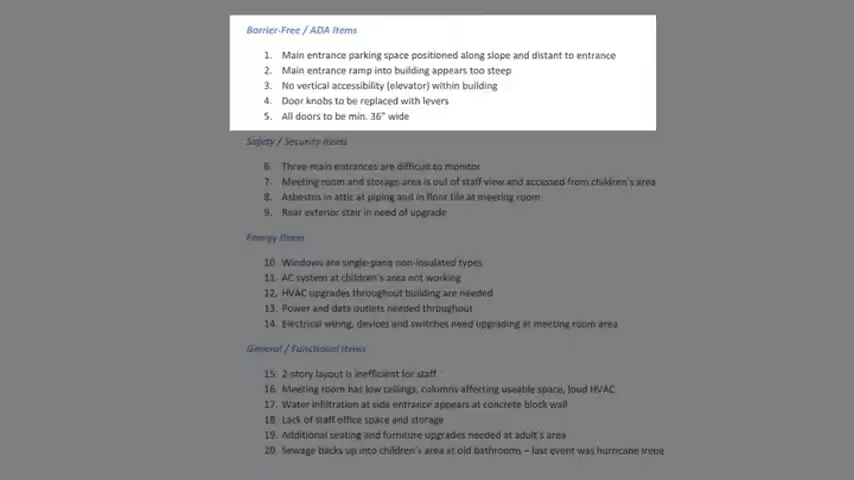 Barrier-Free / ADA Items
1. Main entrance parking space positioned along slope and distant to entrance
2. Main entrance ramp into building appears too steep
3. No vertical accessibility (elevator) within building
4. Door knobs to be replaced with levers
5. All doors to be min. 36" wide
Safety / Security Items
6. Three main entrances are difficult to monitor
7. Meeting room and storage area is out of staff view and accessed from children's area
8. Asbestos in attic at piping and in floor tile at meeting room
9. Rear exterior stair in need of upgrade
Energy Items
10. Windows are single-pane non-insulated types
11. AC system at children's area not working
12. HVAC upgrades throughout building are needed
13. Power and data outlets needed throughout
14. Electrical wiring, devices and switches need upgrading at meeting room area
General / Functional Items
15. 2-story layout is inefficient for staff
16. Meeting room has low ceilings, columns affecting useable space, loud HVAC
17. Water infiltration at side entrance appears at concrete block wall
18. Lack of staff office space and storage
19. Additional seating and furniture upgrades needed at adult's area
20. Sewage backs up into children's area at old bathrooms – last event was hurricane Irene